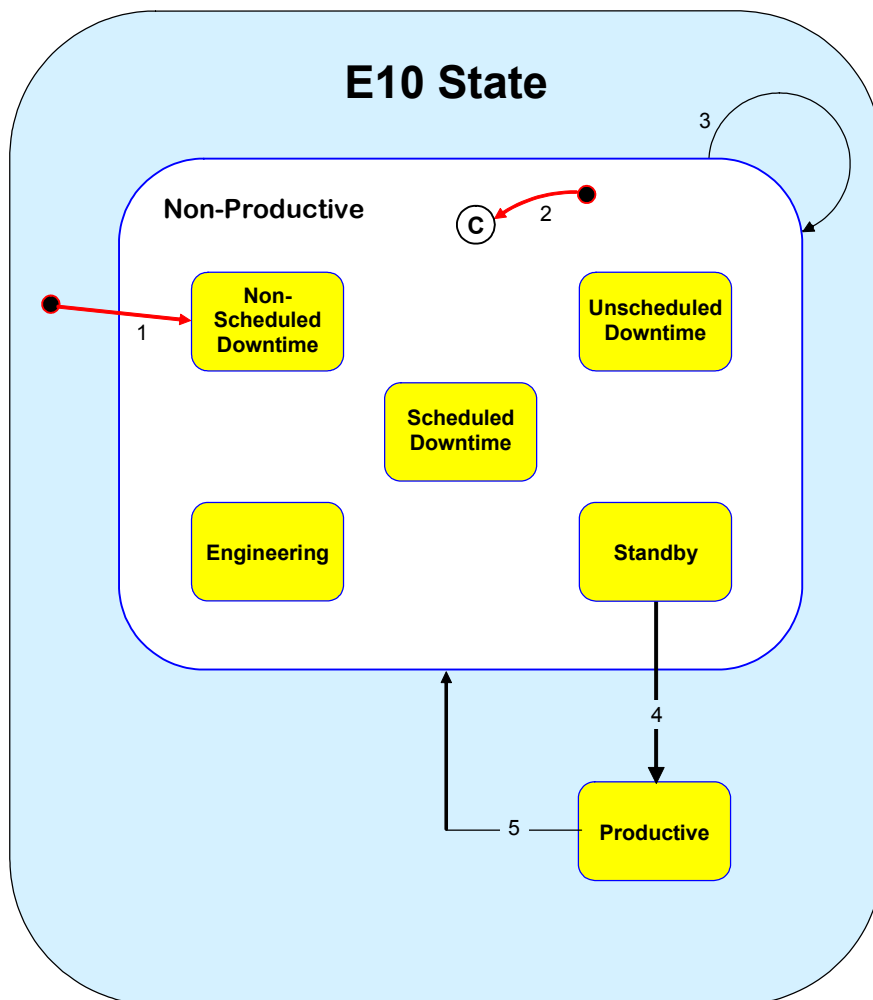 E10 State
3
Non-Productive
C
2
Non-
Scheduled
Downtime
Unscheduled
Downtime
1
Scheduled
Downtime
Engineering
Standby
4
5
Productive